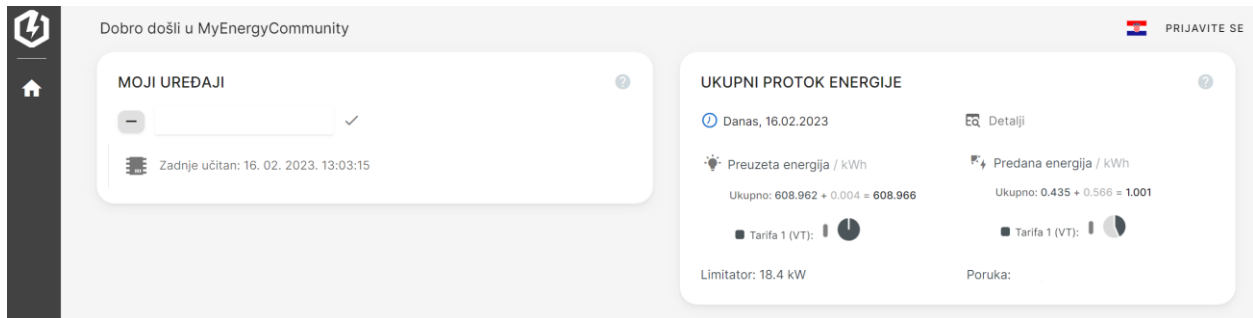 Dobro došli u MyEnergyCommunity
PRIJAVITE SE
MOJI UREĐAJI
Zadnje učitan: 16. 02. 2023. 13:03:15
UKUPNI PROTOK ENERGIJE
Danas, 16.02.2023
Detalji
Preuzeta energija / kWh
Ukupno: 608.962 + 0.004 = 608.966
Tarifa 1 (VT):
Predana energija / kWh
Ukupno: 0.435 + 0.566 = 1.001
Tarifa 1 (VT):
Limitator: 18.4 kW
Poruka: